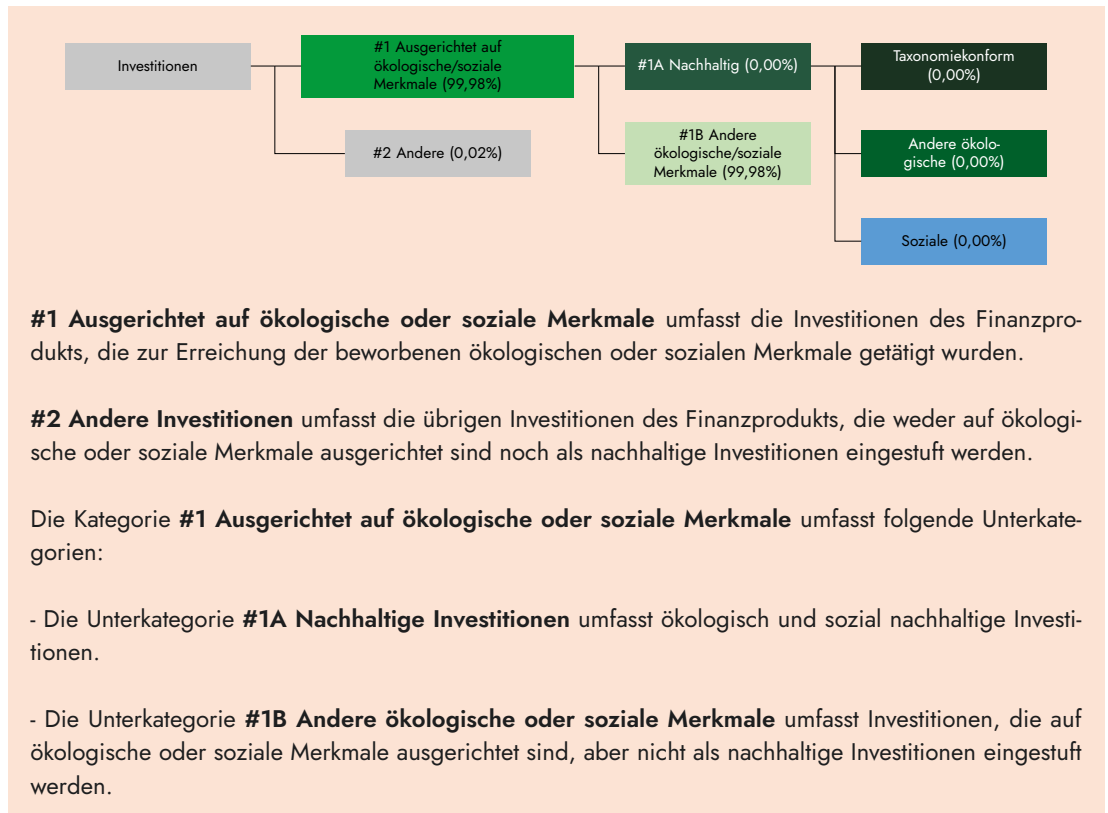 Investitionen
#1 Ausgerichtet auf
ökologische/soziale
Merkmale (99,98%)
#1A Nachhaltig (0,00%)
Taxonomiekonform
(0,00%)
#2 Andere (0,02%)
#1B Andere
ökologische/soziale
Merkmale (99,98%)
Andere ökolo-
gische (0,00%)
Soziale (0,00%)
#1 Ausgerichtet auf ökologische oder soziale Merkmale umfasst die Investitionen des Finanzpro-
dukts, die zur Erreichung der beworbenen ökologischen oder sozialen Merkmale getätigt wurden.
#2 Andere Investitionen umfasst die übrigen Investitionen des Finanzprodukts, die weder auf ökologi-
sche oder soziale Merkmale ausgerichtet sind noch als nachhaltige Investitionen eingestuft werden.
Die Kategorie #1 Ausgerichtet auf ökologische oder soziale Merkmale umfasst folgende Unterkate-
gorien:
- Die Unterkategorie #1A Nachhaltige Investitionen umfasst ökologisch und sozial nachhaltige Investi-
tionen.
- Die Unterkategorie #1B Andere ökologische oder soziale Merkmale umfasst Investitionen, die auf
ökologische oder soziale Merkmale ausgerichtet sind, aber nicht als nachhaltige Investitionen eingestuft
werden.